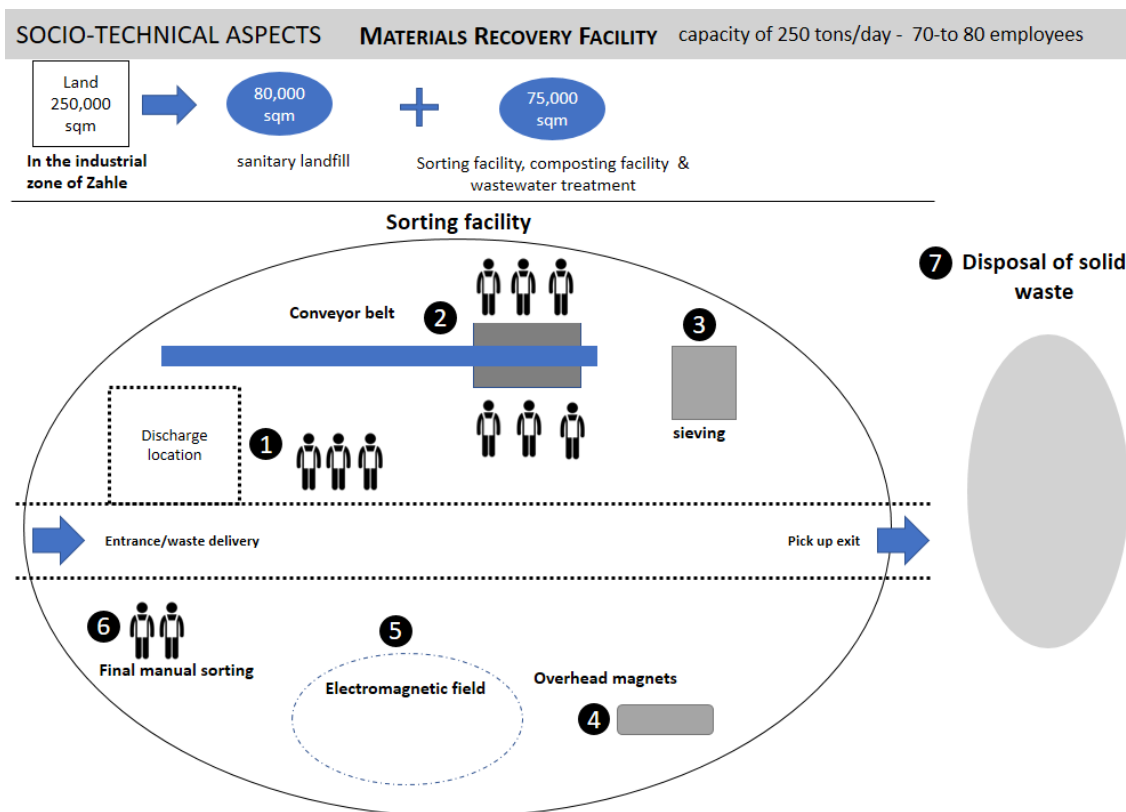 SOCIO-TECHNICAL ASPECTS MATERIALS RECOVERY FACILITY capacity of 250 tons/day - 70-to 80 employees
Land
250,000
sqm
80,000
sqm
75,000
sqm
In the industrial
zone of Zahle
sanitary landfill
Sorting facility, composting facility &
wastewater treatment
Sorting facility
7 Disposal of solid
waste
Conveyor belt
2
3
sieving
Discharge
location
1
Entrance/waste delivery
Pick up exit
6
Final manual sorting
5
Electromagnetic field
Overhead magnets
4